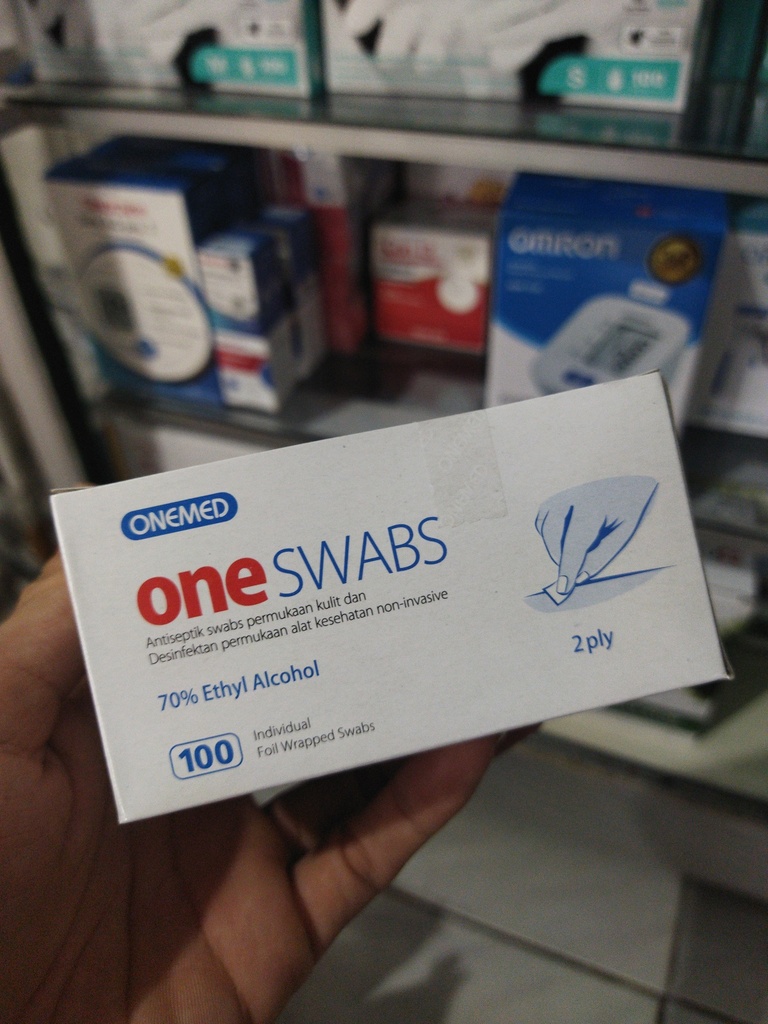 S 100
OMRON
ONEMED
one SWABS
Antiseptik swabs permukaan kulit dan
Desinfektan permukaan alat kesehatan non-invasive
70% Ethyl Alcohol
100 Individual
Foil Wrapped Swabs
2 ply